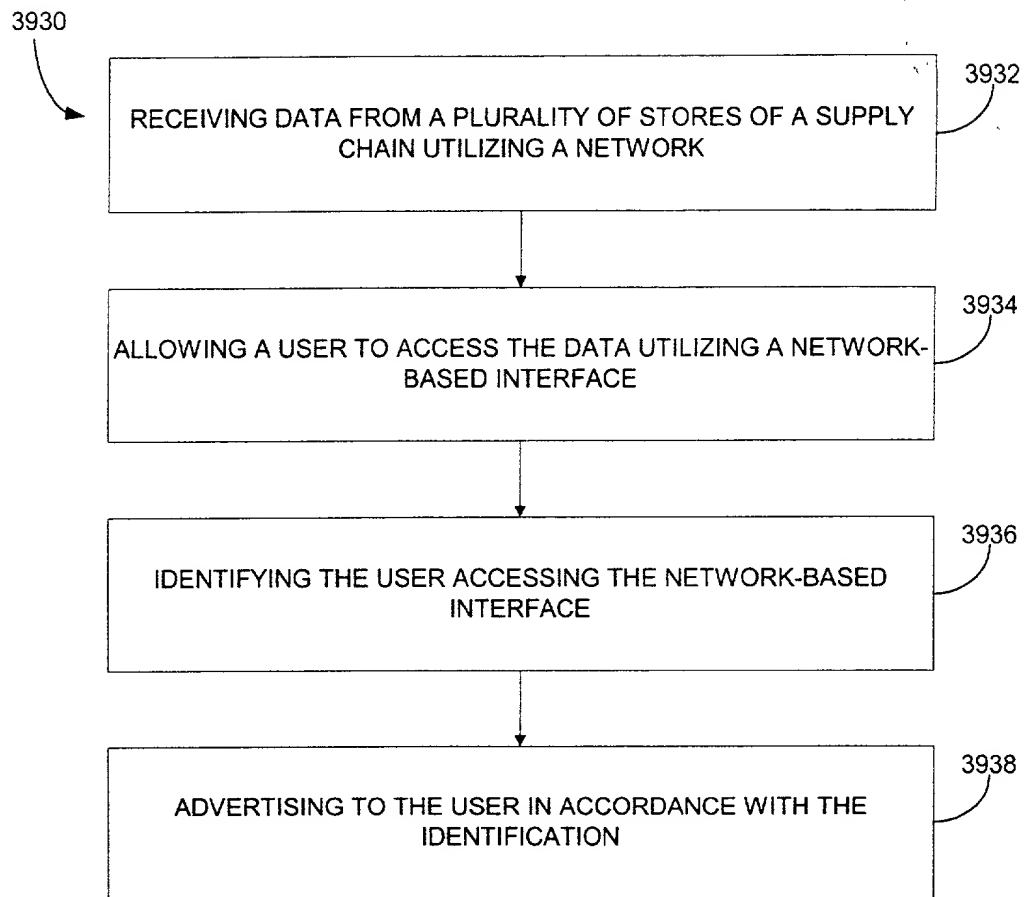 3930
3932
RECEIVING DATA FROM A PLURALITY OF STORES OF A SUPPLY
CHAIN UTILIZING A NETWORK
3934
ALLOWING A USER TO ACCESS THE DATA UTILIZING A NETWORK-
BASED INTERFACE
3936
IDENTIFYING THE USER ACCESSING THE NETWORK-BASED
INTERFACE
3938
ADVERTISING TO THE USER IN ACCORDANCE WITH THE
IDENTIFICATION